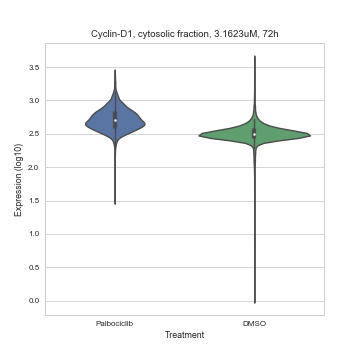 Cyclin-D1, cytosolic fraction, 3.1623uM, 72h
3.5
3.0
2.5
2.0
1.5
1.0
0.5
0.0
Expression (log10)
Palbociclib
DMSO
Treatment